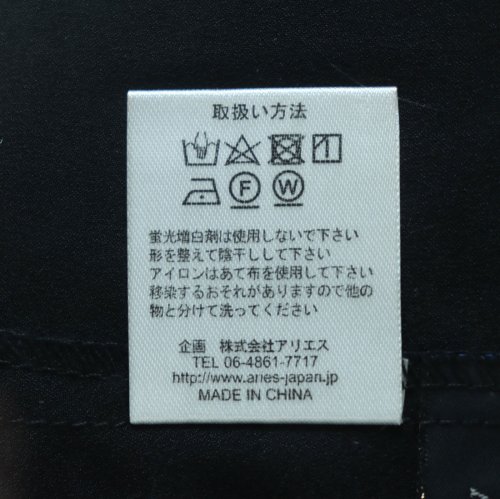 取扱い方法
F W
蛍光増白剤は使用しないで下さい
形を整えて陰干しして下さい
アイロンはあて布を使用して下さい
移染するおそれがありますので他の
物と分けて洗ってください
企画 株式会社アリエス
TEL 06-4861-7717
http://www.aries-japan.jp
MADE IN CHINA